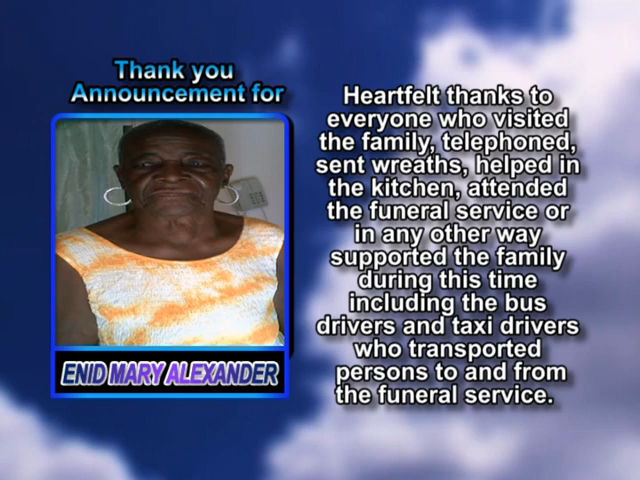 Thank you
Announcement for
ENID MARY ALEXANDER
Heartfelt thanks to
everyone who visited
the family, telephoned,
sent wreaths, helped in
the kitchen, attended
the funeral service or
in any other way
supported the family
during this time
including the bus
drivers and taxi drivers
who transported
persons to and from
the funeral service.